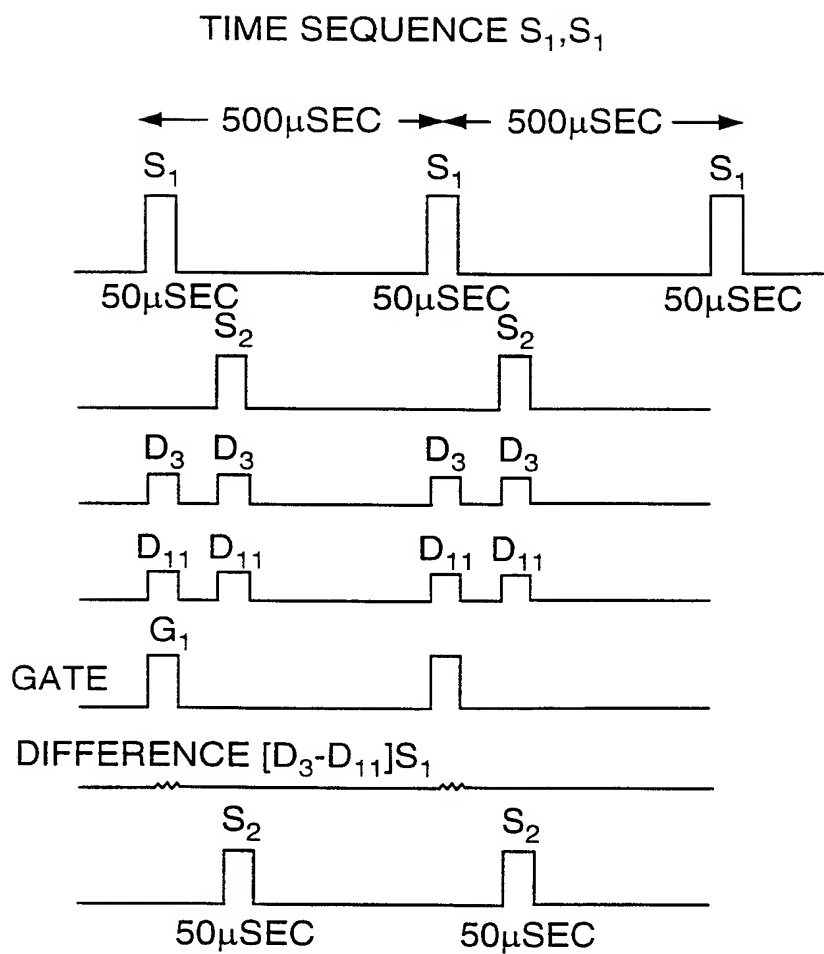 TIME SEQUENCE S₁,S₁
500µSEC 500µSEC
S₁ S₁ S₁
50µSEC 50µSEC 50µSEC
S₂ S₂
D₃ D₃ D₃ D₃
D₁₁ D₁₁ D₁₁ D₁₁
G₁
GATE
DIFFERENCE [D₃-D₁₁]S₁
S₂ S₂
50µSEC 50µSEC